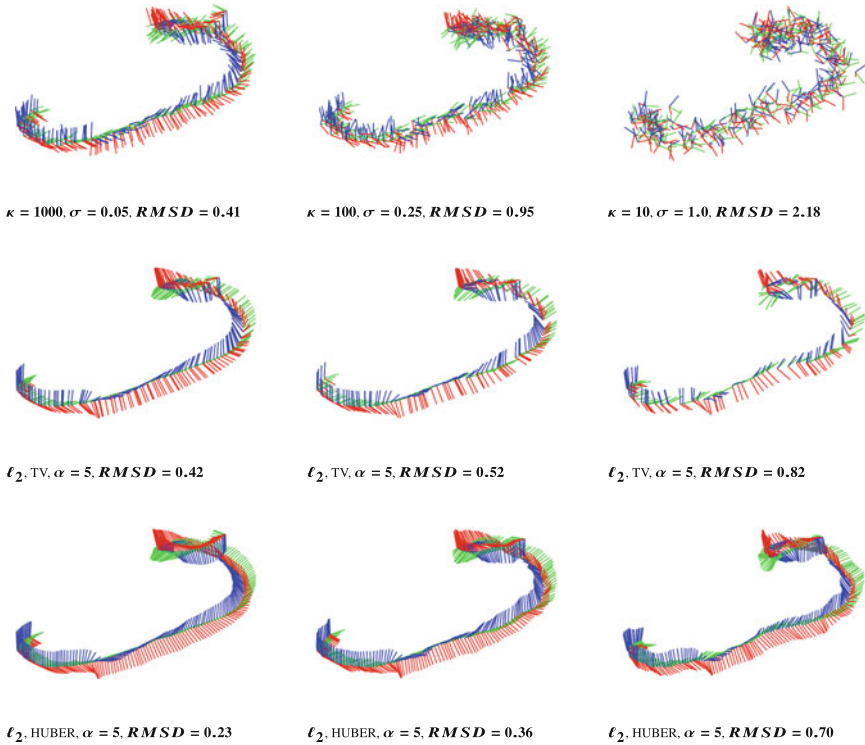 κ = 1000, σ = 0.05, RMSD = 0.41
κ = 100, σ = 0.25, RMSD = 0.95
κ = 10, σ = 1.0, RMSD = 2.18
ℓ₂, TV, α = 5, RMSD = 0.42
ℓ₂, TV, α = 5, RMSD = 0.52
ℓ₂, TV, α = 5, RMSD = 0.82
ℓ₂, HUBER, α = 5, RMSD = 0.23
ℓ₂, HUBER, α = 5, RMSD = 0.36
ℓ₂, HUBER, α = 5, RMSD = 0.70